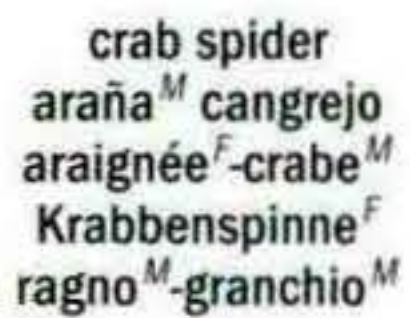 crab spider
araña^M cangrejo
araignée^F-crabe^M
Krabbenspinne^F
ragno^M-granchio^M